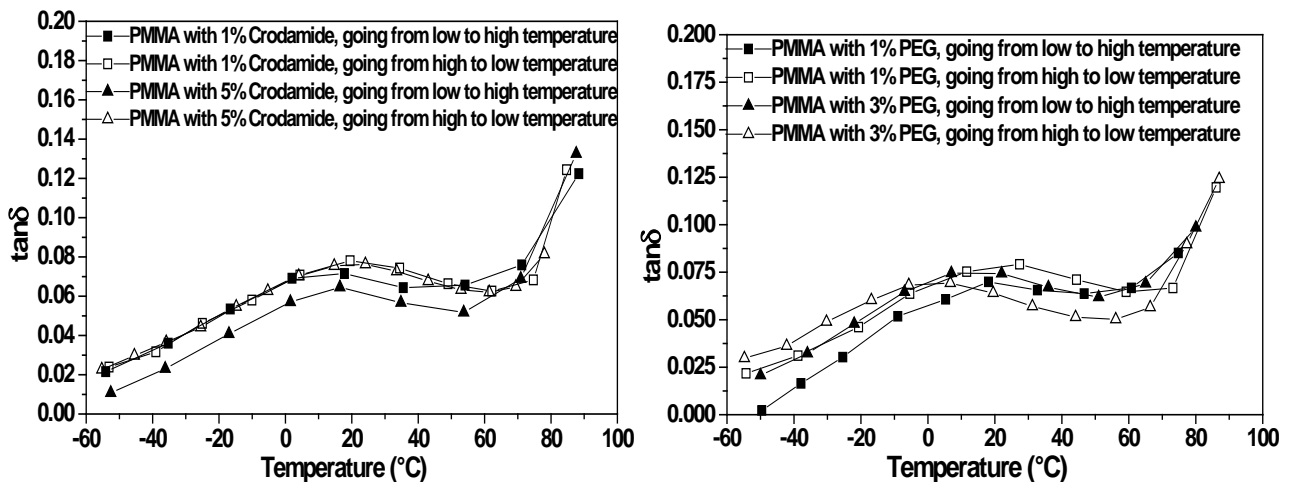 0.20
0.18
0.16
0.14
0.12
0.10
0.08
0.06
0.04
0.02
0.00
tanδ
PMMA with 1% Crodamide, going from low to high temperature
PMMA with 1% Crodamide, going from high to low temperature
PMMA with 5% Crodamide, going from low to high temperature
PMMA with 5% Crodamide, going from high to low temperature
-60 -40 -20 0 20 40 60 80 100
Temperature (°C)
0.200
0.175
0.150
0.125
0.100
0.075
0.050
0.025
0.000
tanδ
PMMA with 1% PEG, going from low to high temperature
PMMA with 1% PEG, going from high to low temperature
PMMA with 3% PEG, going from low to high temperature
PMMA with 3% PEG, going from high to low temperature
-60 -40 -20 0 20 40 60 80 100
Temperature (°C)